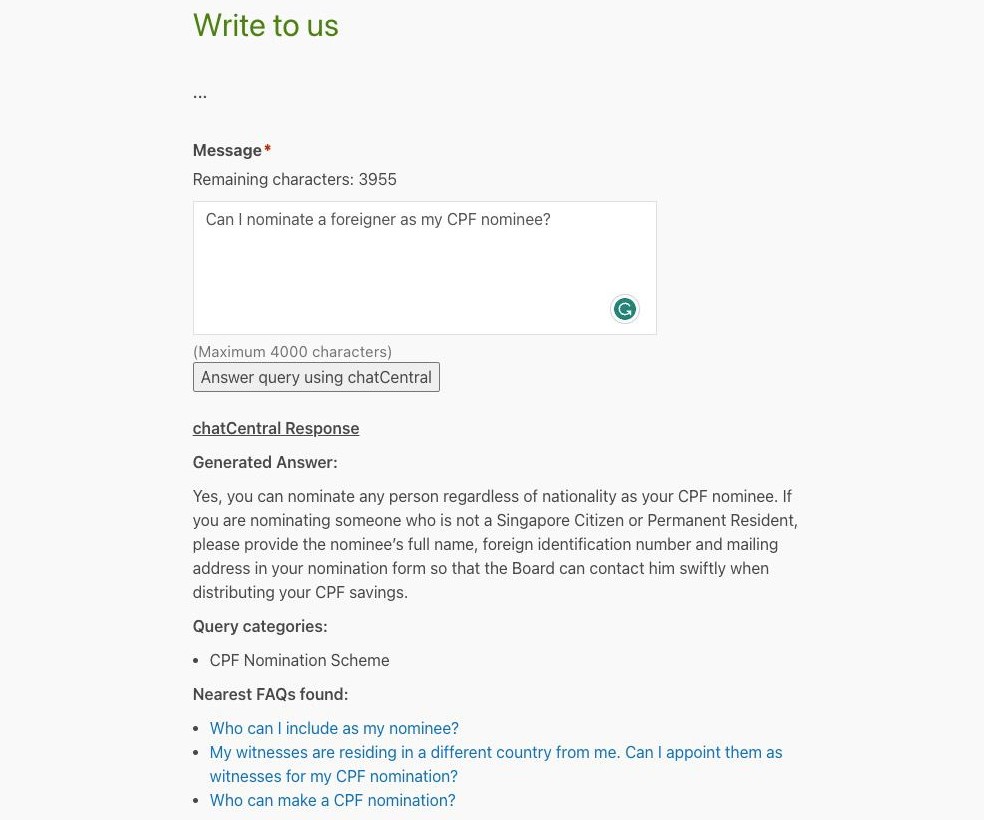 Write to us
...
Message*
Remaining characters: 3955
Can I nominate a foreigner as my CPF nominee?
(Maximum 4000 characters)
Answer query using chatCentral
chatCentral Response
Generated Answer:
Yes, you can nominate any person regardless of nationality as your CPF nominee. If
you are nominating someone who is not a Singapore Citizen or Permanent Resident,
please provide the nominee’s full name, foreign identification number and mailing
address in your nomination form so that the Board can contact him swiftly when
distributing your CPF savings.
Query categories:
• CPF Nomination Scheme
Nearest FAQs found:
• Who can I include as my nominee?
• My witnesses are residing in a different country from me. Can I appoint them as
witnesses for my CPF nomination?
• Who can make a CPF nomination?